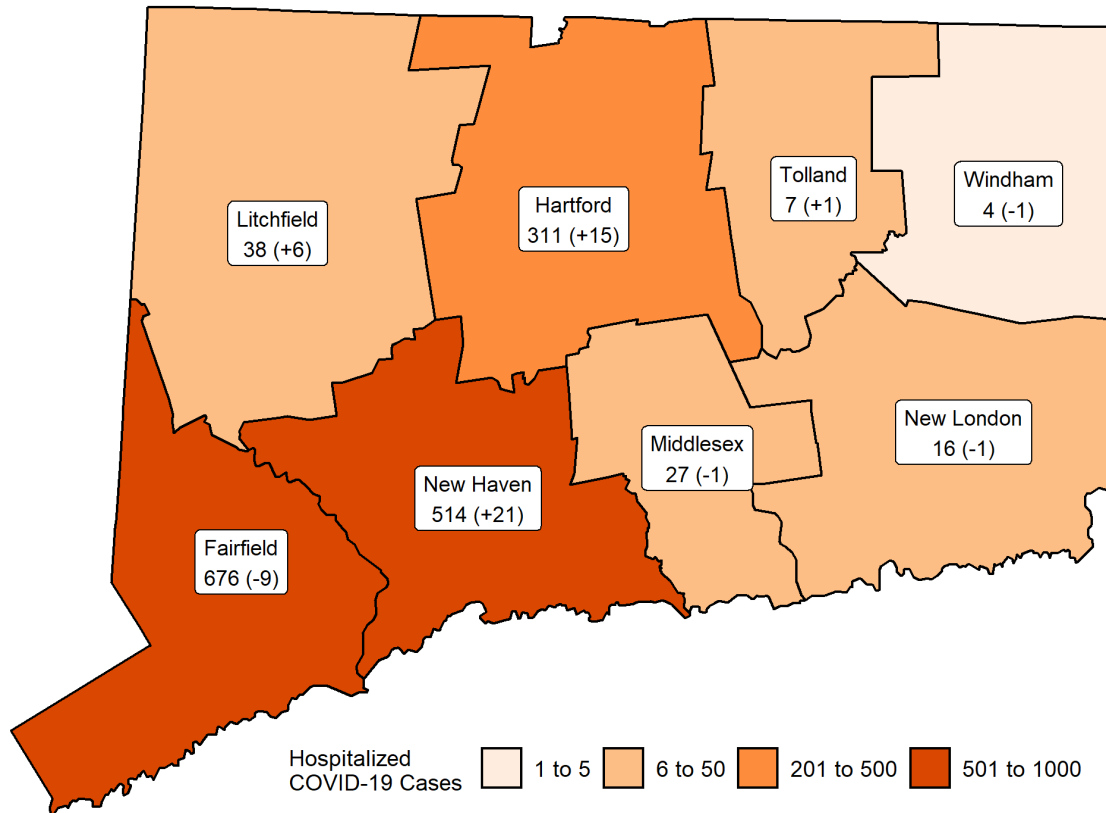 Tolland
7 (+1)
Windham
4 (-1)
Hartford
311 (+15)
Litchfield
38 (+6)
New London
16 (-1)
Middlesex
27 (-1)
New Haven
514 (+21)
Fairfield
676 (-9)
Hospitalized
COVID-19 Cases
1 to 5
6 to 50
201 to 500
501 to 1000